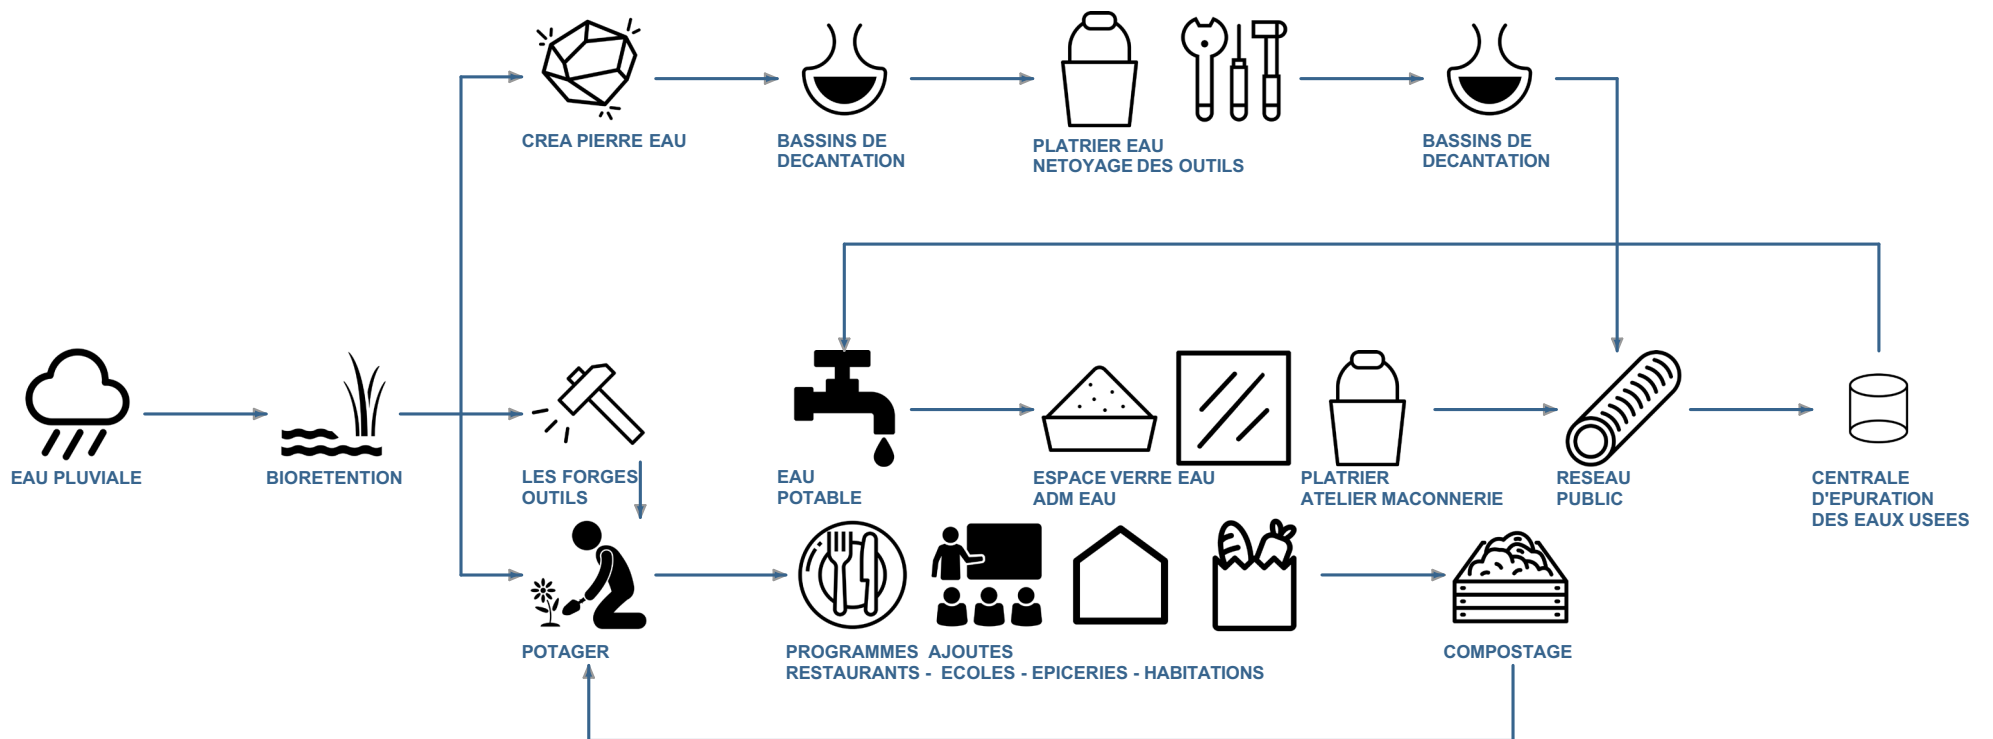 CREA PIERRE EAU
BASSINS DE
DECANTATION
PLATRIER EAU
NETOYAGE DES OUTILS
BASSINS DE
DECANTATION
EAU PLUVIALE
BIORETENTION
LES FORGES
OUTILS
EAU
POTABLE
ESPACE VERRE EAU
ADM EAU
PLATRIER
ATELIER MACONNERIE
RESEAU
PUBLIC
CENTRALE
D'EPURATION
DES EAUX USEES
POTAGER
PROGRAMMES AJOUTES
RESTAURANTS - ECOLES - EPICERIES - HABITATIONS
COMPOSTAGE